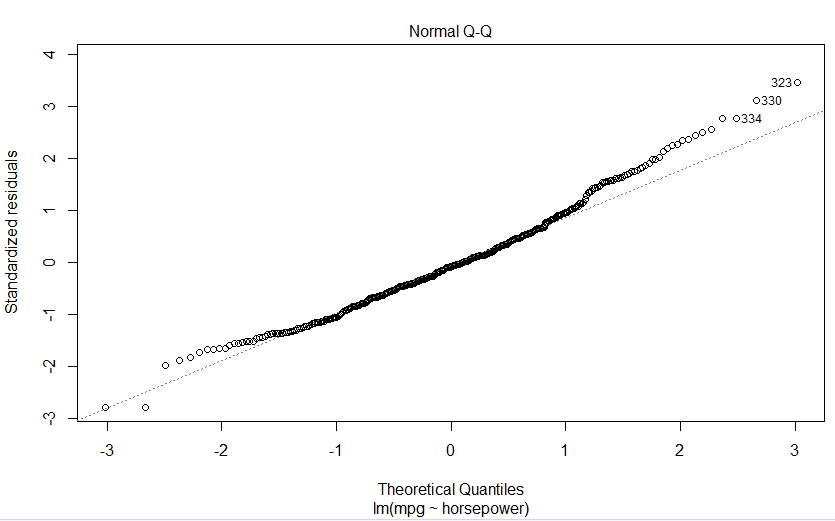 Normal Q-Q
4
323
3
330
334
2
1
0
-1
-2
-3
Standardized residuals
-3 -2 -1 0 1 2 3
Theoretical Quantiles
lm(mpg ~ horsepower)